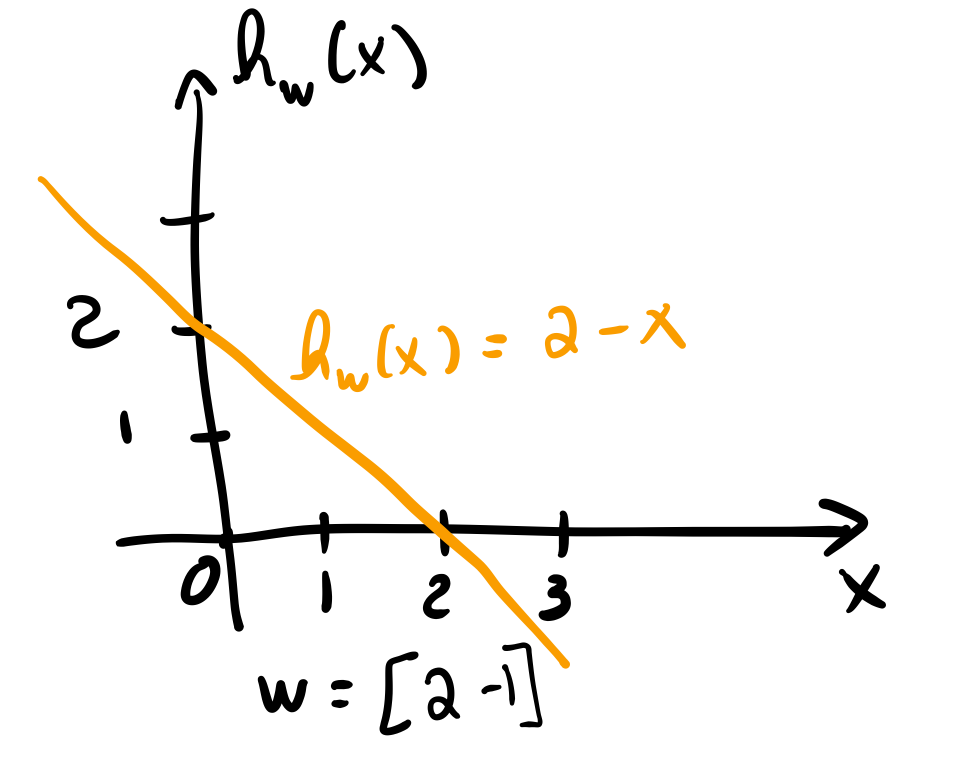 h_w(x)
2
h_w(x) = 2 - x
1
0
1 2 3
x
w = [2 -1]